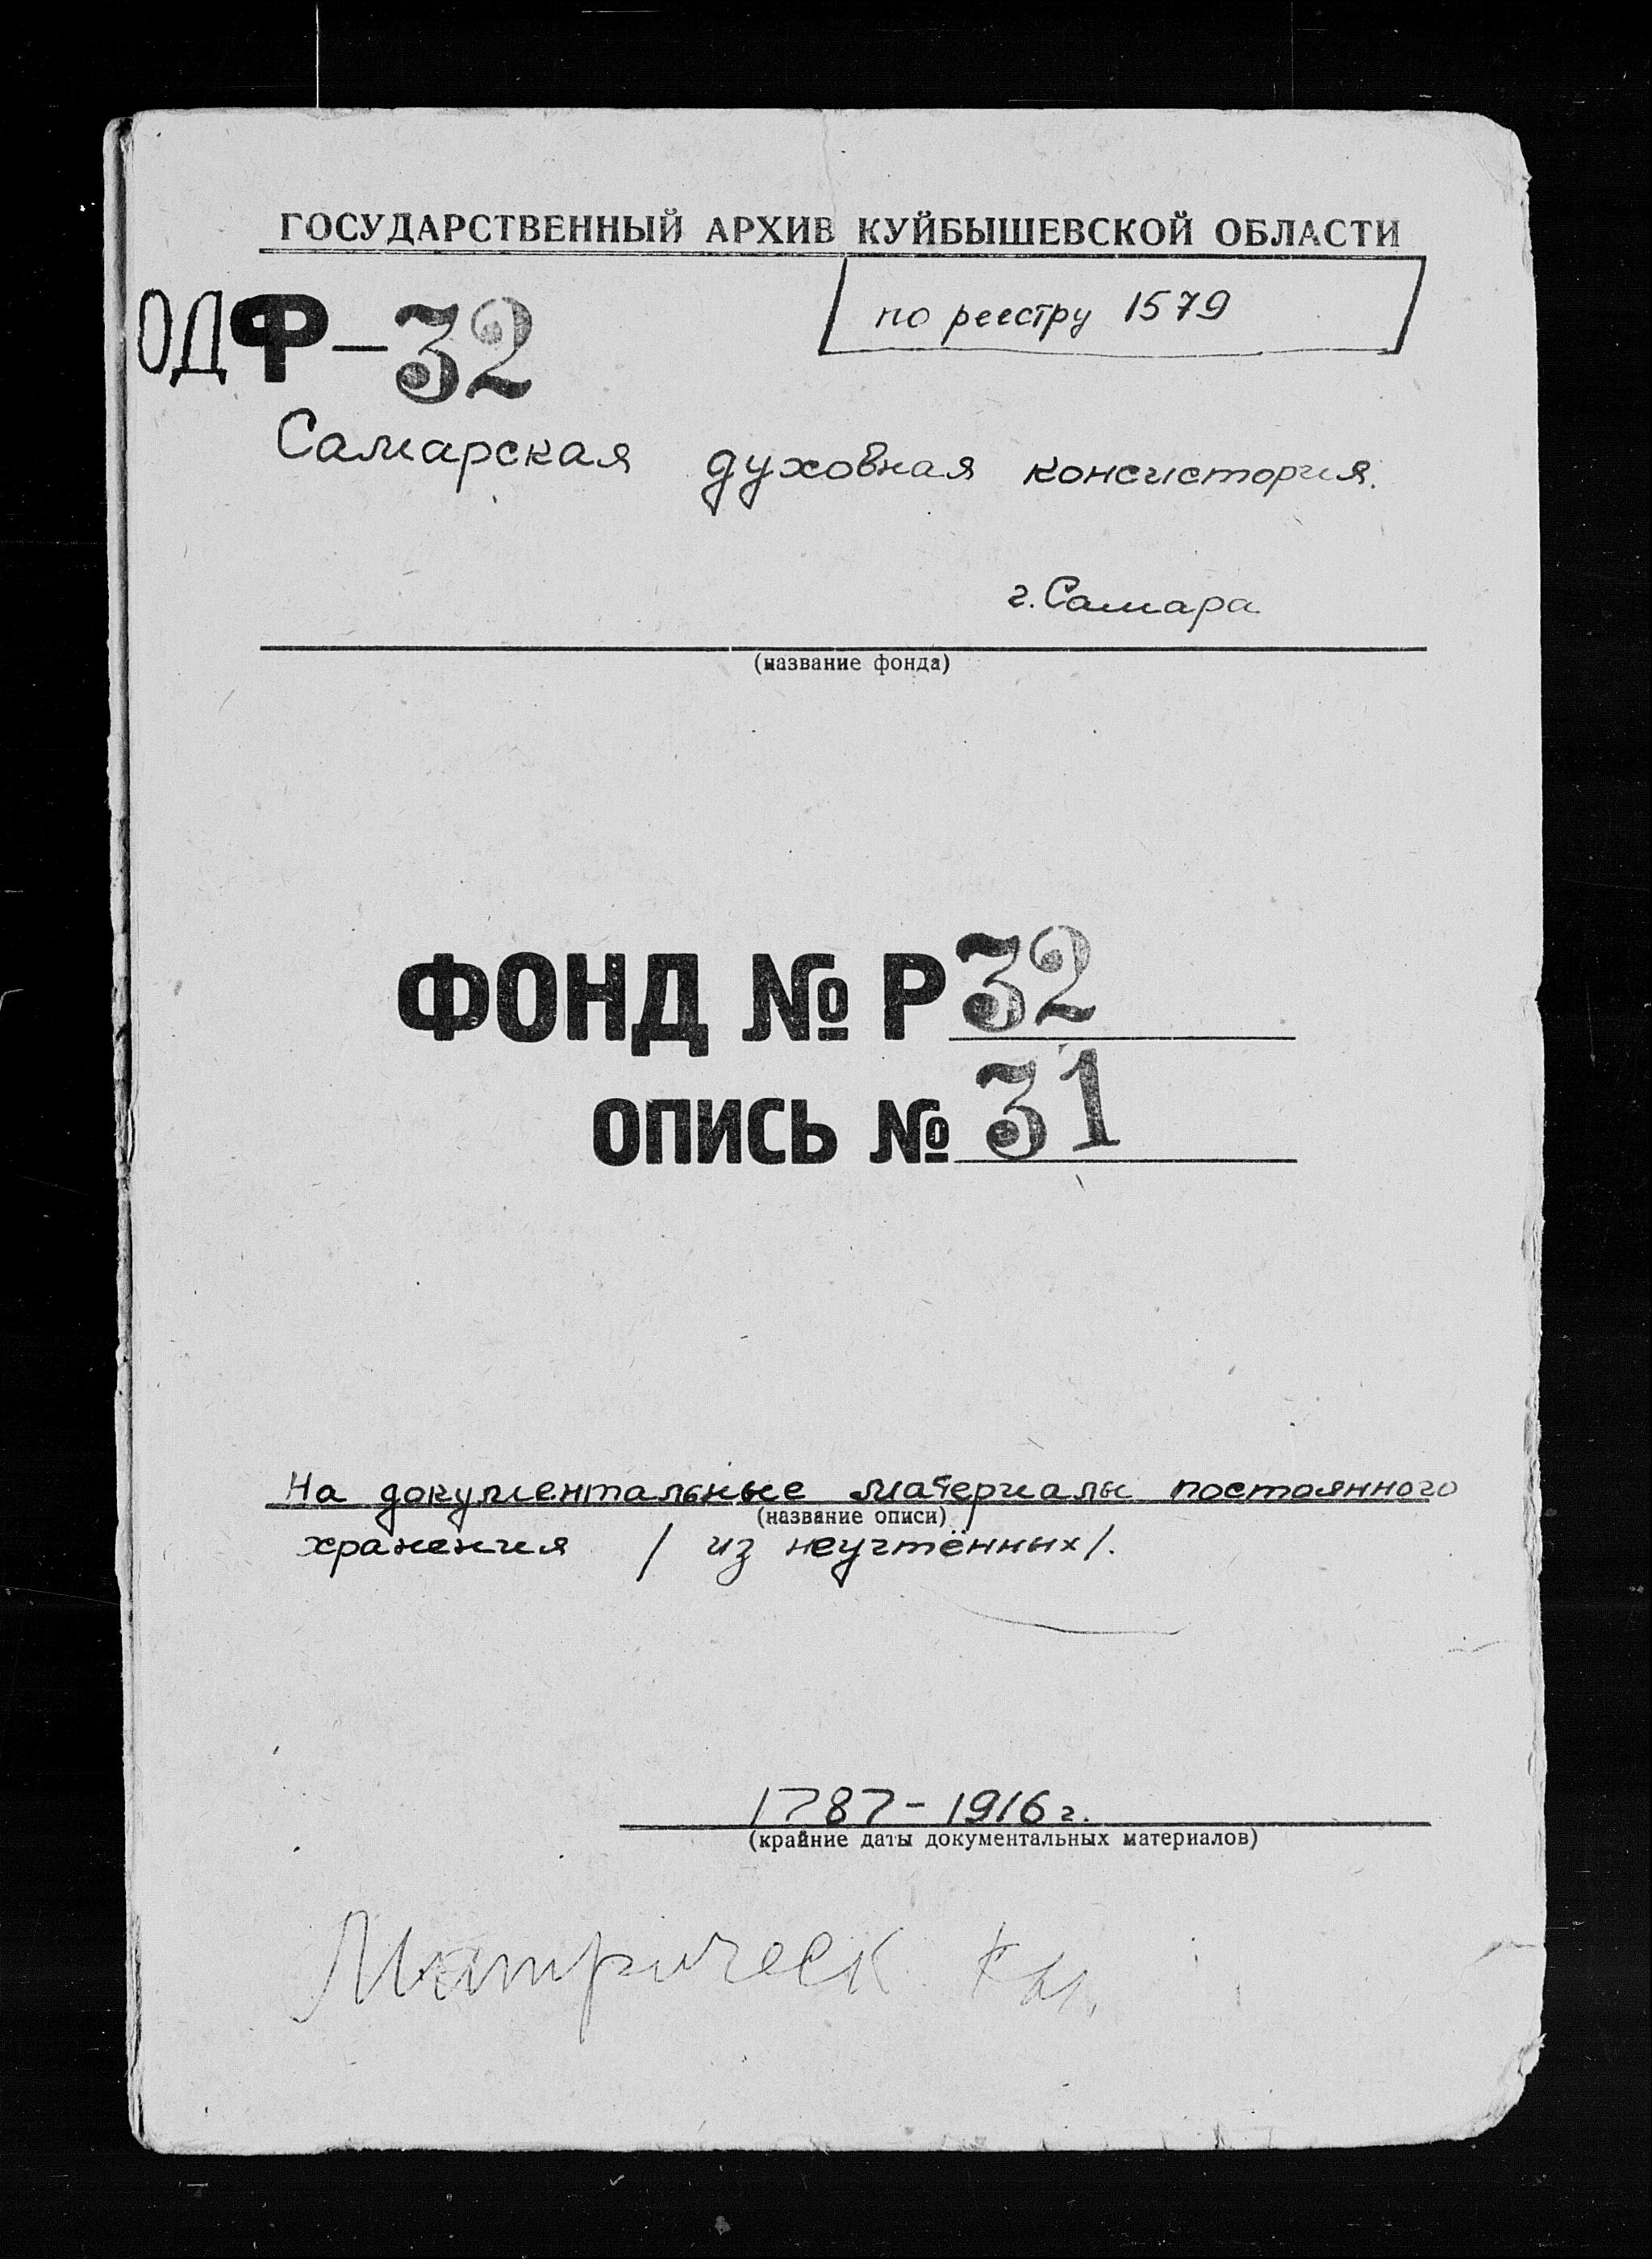 ГОСУДАРСТВЕННЫЙ АРХИВ КУЙБЫШЕВСКОЙ ОБЛАСТИ
по реестру 1579
ОДФ-32
Самарская духовная консистория.
г. Самара
(название фонда)
ФОНД № Р 32
ОПИСЬ № 31
На документальные материалы постоянного
(название описи)
хранения / из неучтённых/.
1787-1916 г.
(крайние даты документальных материалов)
Метрическ. кн.